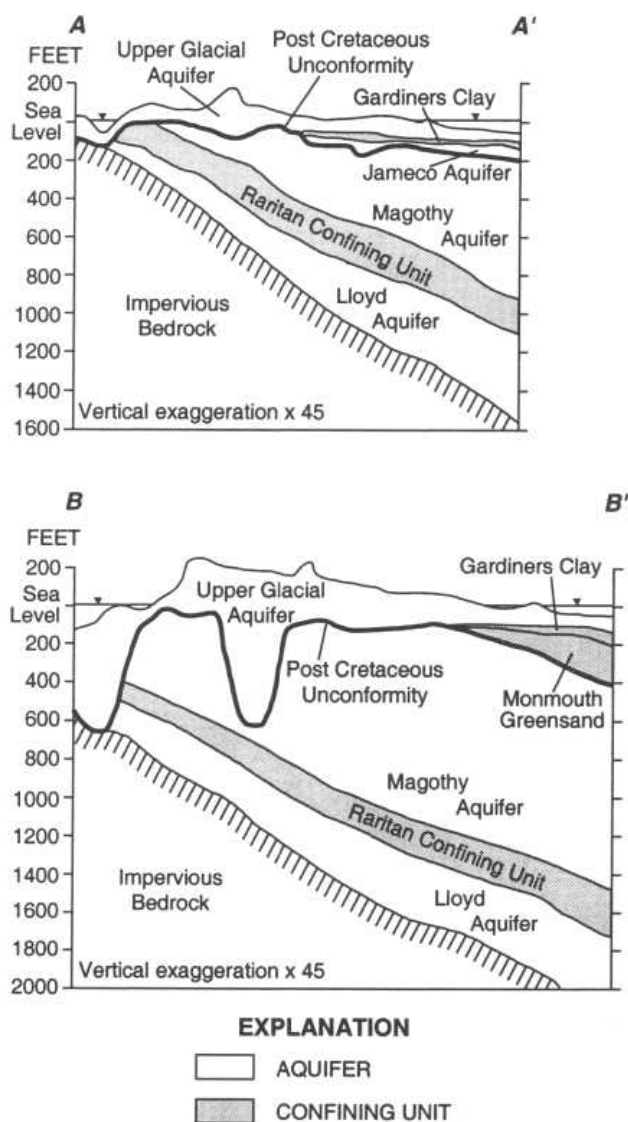 A
A'
FEET
Upper Glacial
Aquifer
Post Cretaceous
Unconformity
200
Sea
Level
200
400
600
800
1000
1200
1400
1600
Gardiners Clay
Jameco Aquifer
Magothy
Aquifer
Raritan Confining Unit
Lloyd
Aquifer
Impervious
Bedrock
Vertical exaggeration x 45
B
B'
FEET
200
Sea
Level
200
400
600
800
1000
1200
1400
1600
1800
2000
Upper Glacial
Aquifer
Gardiners Clay
Post Cretaceous
Unconformity
Monmouth
Greensand
Magothy
Aquifer
Raritan Confining Unit
Lloyd
Aquifer
Impervious
Bedrock
Vertical exaggeration x 45
EXPLANATION
AQUIFER
CONFINING UNIT